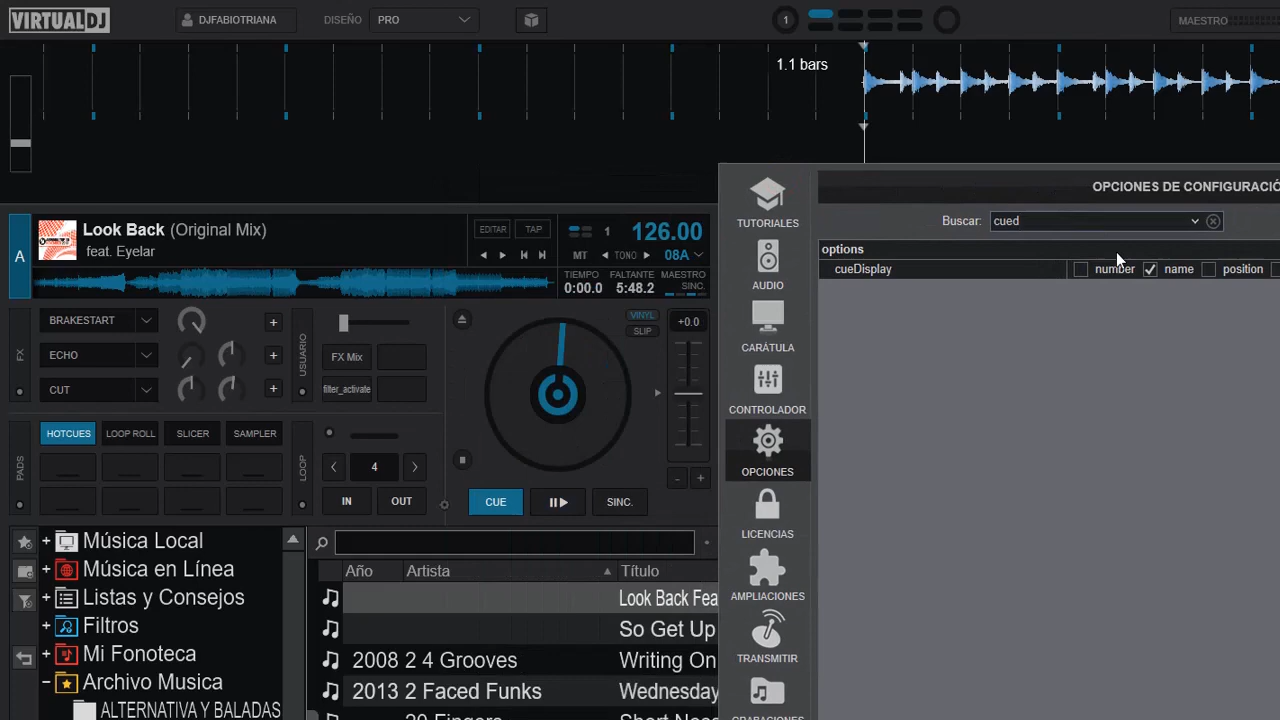 VIRTUALDJ
DJFABIOTRIANA
DISEÑO
PRO
1
MAESTRO
1.1 bars
A
Look Back (Original Mix)
feat. Eyelar
EDITAR
TAP
1
126.00
MT
TONO
08A
TIEMPO
FALTANTE
MAESTRO
0:00.0
5:48.2
SINC.
FX
BRAKESTART
ECHO
CUT
USUARIO
FX Mix
filter_activate
VINYL
SLIP
+0.0
PADS
HOTCUES
LOOP ROLL
SLICER
SAMPLER
LOOP
4
IN
OUT
CUE
SINC.
Música Local
Música en Línea
Listas y Consejos
Filtros
Mi Fonoteca
Archivo Musica
ALTERNATIVA Y BALADAS
Año
Artista
Título
Look Back Fea
So Get Up
2008
2 4 Grooves
Writing On
2013
2 Faced Funks
Wednesday
20 Fingers
Short
TUTORIALES
AUDIO
CARÁTULA
CONTROLADOR
OPCIONES
LICENCIAS
AMPLIACIONES
TRANSMITIR
GRABACIONES
OPCIONES DE CONFIGURACIÓ
Buscar:
cued
options
cueDisplay
number
name
position